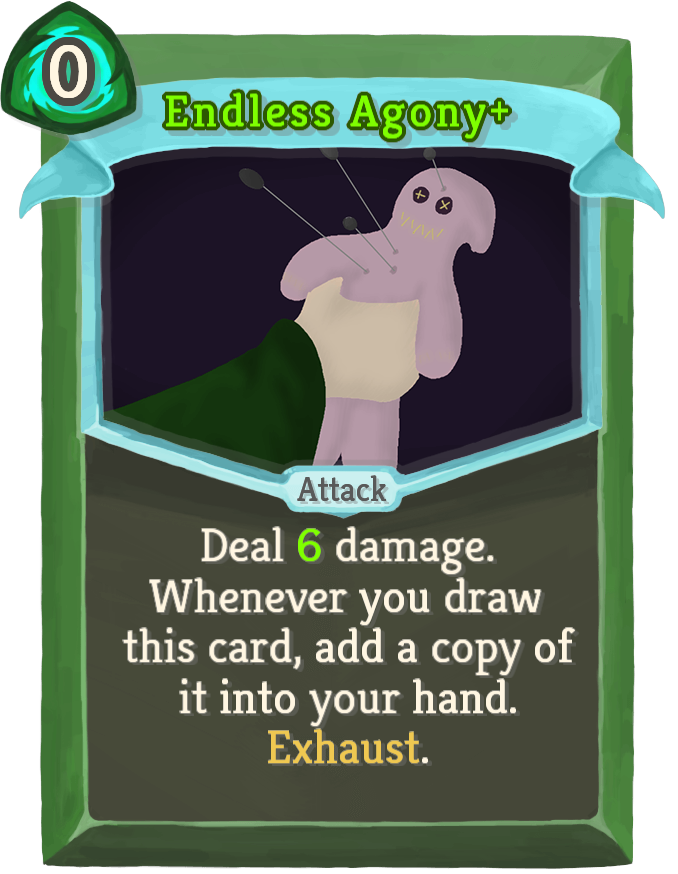 0
Endless Agony+
Attack
Deal 6 damage.
Whenever you draw
this card, add a copy of
it into your hand.
Exhaust.